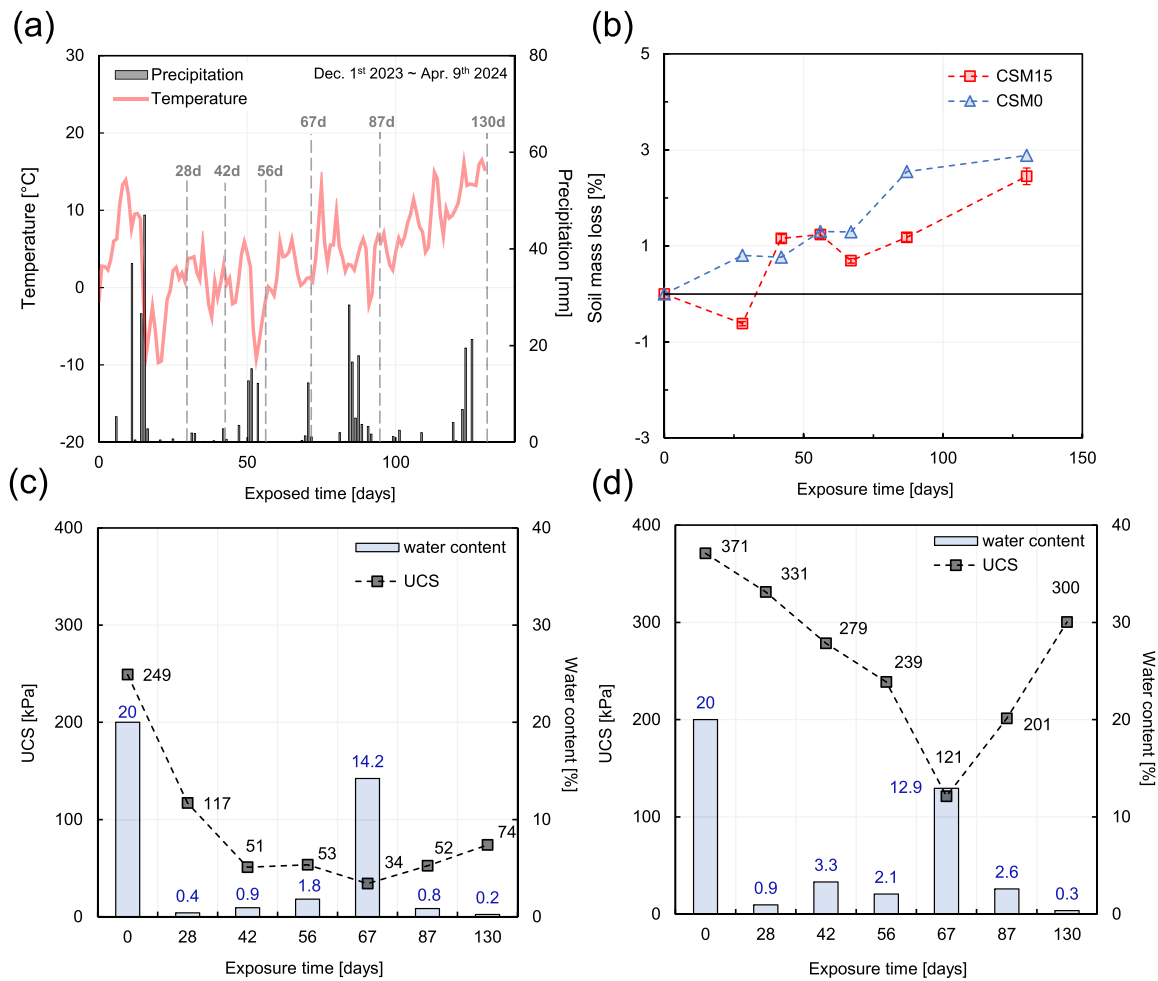 (a)
30
20
10
0
-10
-20
Temperature [°C]
Precipitation
Temperature
Dec. 1st 2023 ~ Apr. 9th 2024
28d
42d
56d
67d
87d
130d
80
60
40
20
0
Precipitation [mm]
0
50
100
Exposed time [days]
(b)
5
3
1
-1
-3
Soil mass loss [%]
CSM15
CSM0
0
50
100
150
Exposure time [days]
(c)
400
300
200
100
0
UCS [kPa]
water content
UCS
249
117
51
53
34
52
74
20
0.4
0.9
1.8
14.2
0.8
0.2
40
30
20
10
0
Water content [%]
0
28
42
56
67
87
130
Exposure time [days]
(d)
400
300
200
100
0
UCS [kPa]
water content
UCS
371
331
279
239
121
201
300
20
0.9
3.3
2.1
12.9
2.6
0.3
40
30
20
10
0
Water content [%]
0
28
42
56
67
87
130
Exposure time [days]